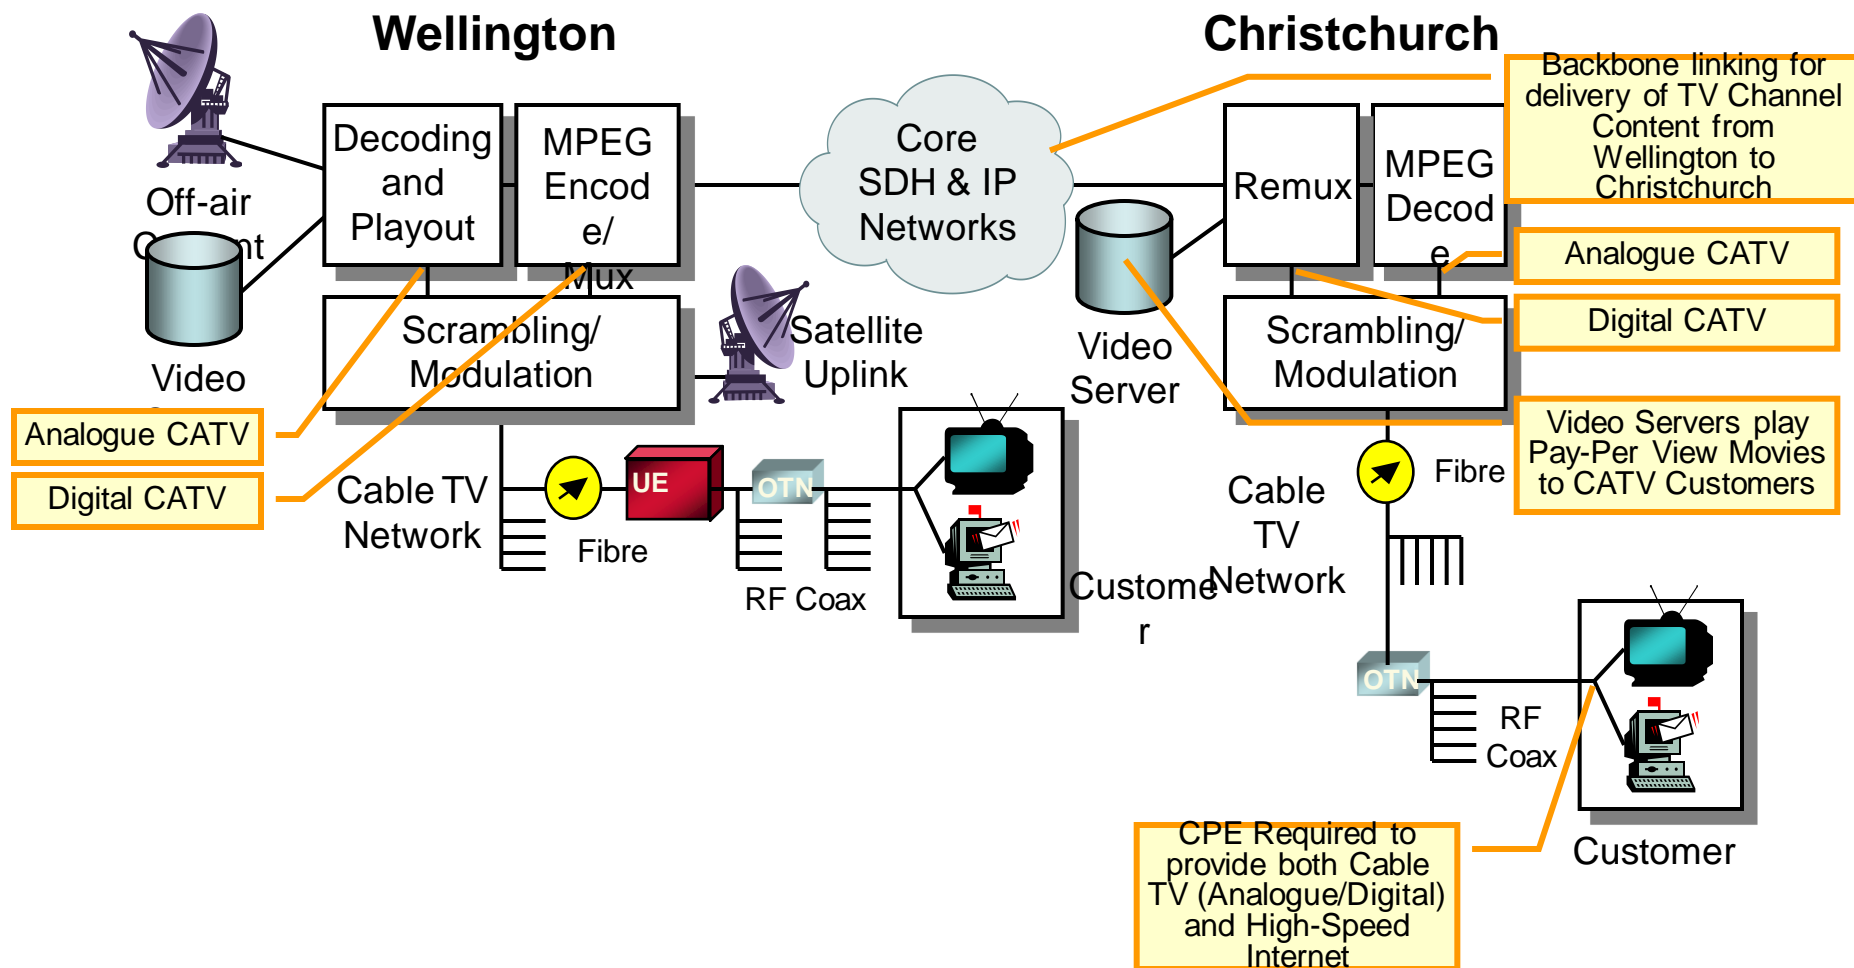 Wellington
Christchurch
Off-air
Decoding
and
Playout
MPEG
Encod
e/
Mux
Core
SDH & IP
Networks
Remux
MPEG
Decod
e
Backbone linking for
delivery of TV Channel
Content from
Wellington to
Christchurch
Analogue CATV
Digital CATV
Video Servers play
Pay-Per View Movies
to CATV Customers
Video
Scrambling/
Modulation
Satellite
Uplink
Video
Server
Scrambling/
Modulation
Analogue CATV
Digital CATV
Cable TV
Network
Fibre
UE
OTN
RF Coax
Custome
r
Cable
TV
Network
Fibre
OTN
RF
Coax
Customer
CPE Required to
provide both Cable
TV (Analogue/Digital)
and High-Speed
Internet